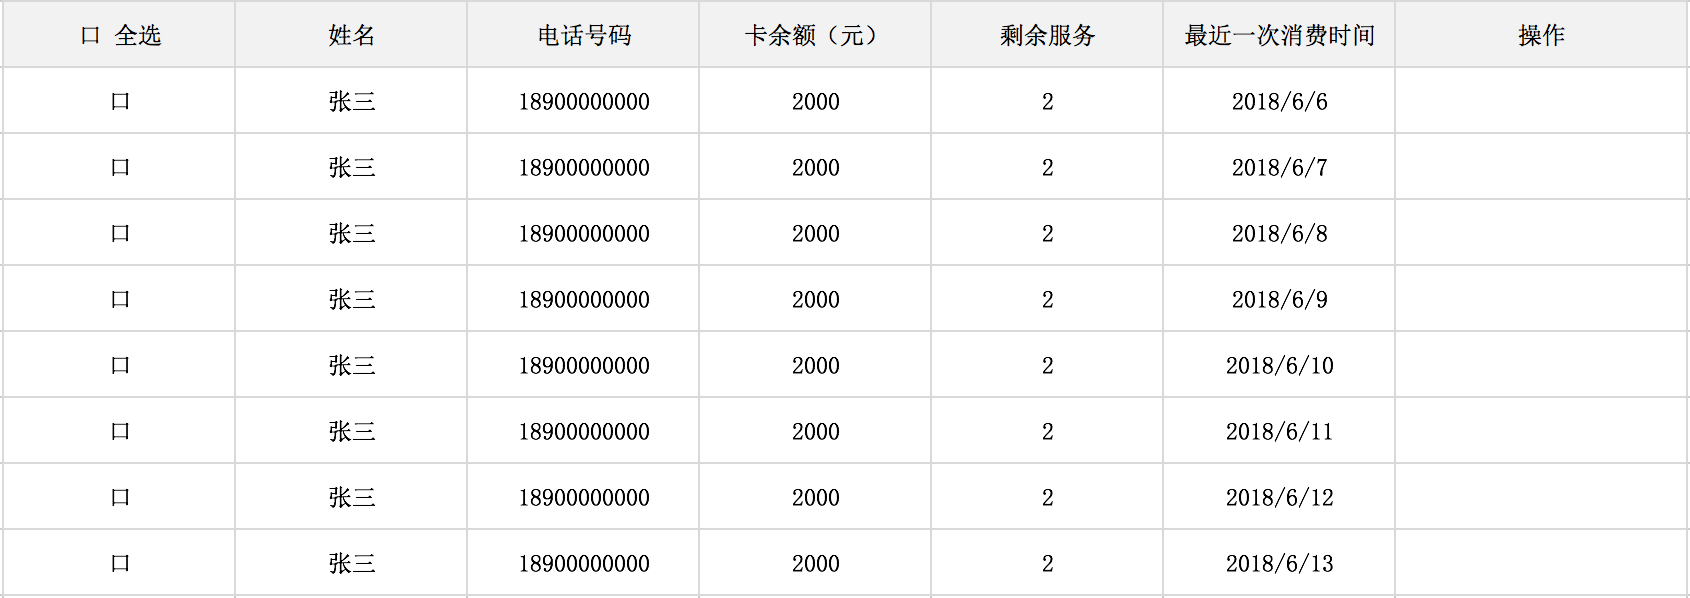 口 全选 姓名 电话号码 卡余额（元） 剩余服务 最近一次消费时间 操作
口 张三 18900000000 2000 2 2018/6/6
口 张三 18900000000 2000 2 2018/6/7
口 张三 18900000000 2000 2 2018/6/8
口 张三 18900000000 2000 2 2018/6/9
口 张三 18900000000 2000 2 2018/6/10
口 张三 18900000000 2000 2 2018/6/11
口 张三 18900000000 2000 2 2018/6/12
口 张三 18900000000 2000 2 2018/6/13